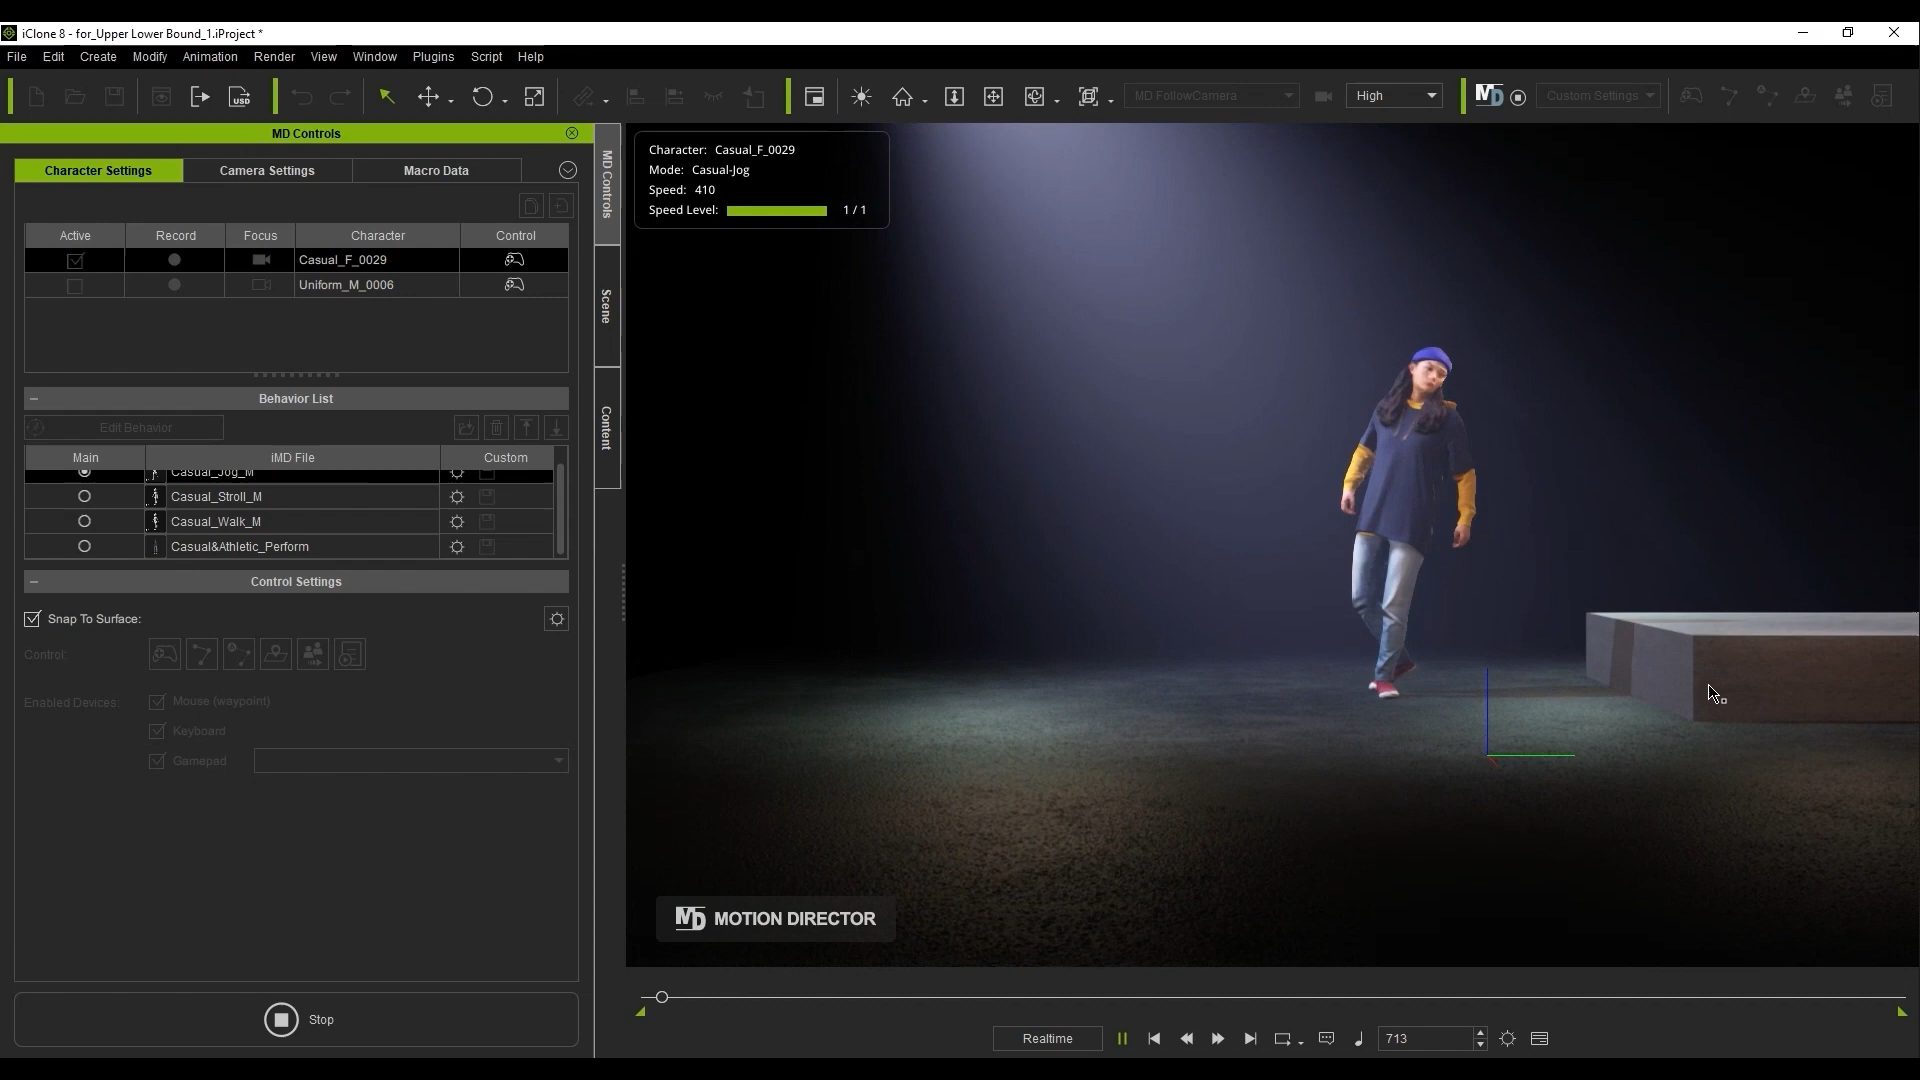 iClone 8 - for_Upper Lower Bound_1.iProject *
File Edit Create Modify Animation Render View Window Plugins Script Help
USD
MD FollowCamera
High
MD
Custom Settings
MD Controls
Character Settings Camera Settings Macro Data
Active Record Focus Character Control
Casual_F_0029
Uniform_M_0006
Behavior List
Edit Behavior
Main iMD File Custom
Casual_Jog_M
Casual_Stroll_M
Casual_Walk_M
Casual&Athletic_Perform
Control Settings
Snap To Surface:
Control:
Enabled Devices:
Mouse (waypoint)
Keyboard
Gamepad
Stop
MD Controls
Scene
Content
Character: Casual_F_0029
Mode: Casual-Jog
Speed: 410
Speed Level: 1 / 1
MD MOTION DIRECTOR
Realtime
713